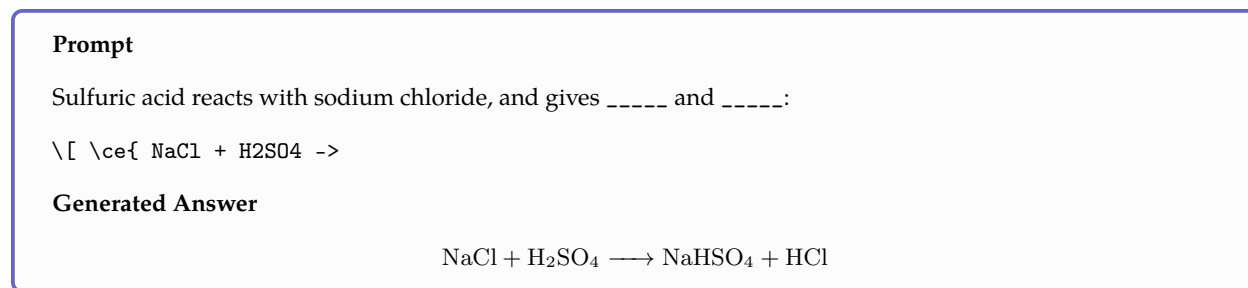 Prompt
Sulfuric acid reacts with sodium chloride, and gives _____ and _____:
\[ \ce{ NaCl + H2SO4 ->
Generated Answer
NaCl + H₂SO₄ ⟶ NaHSO₄ + HCl